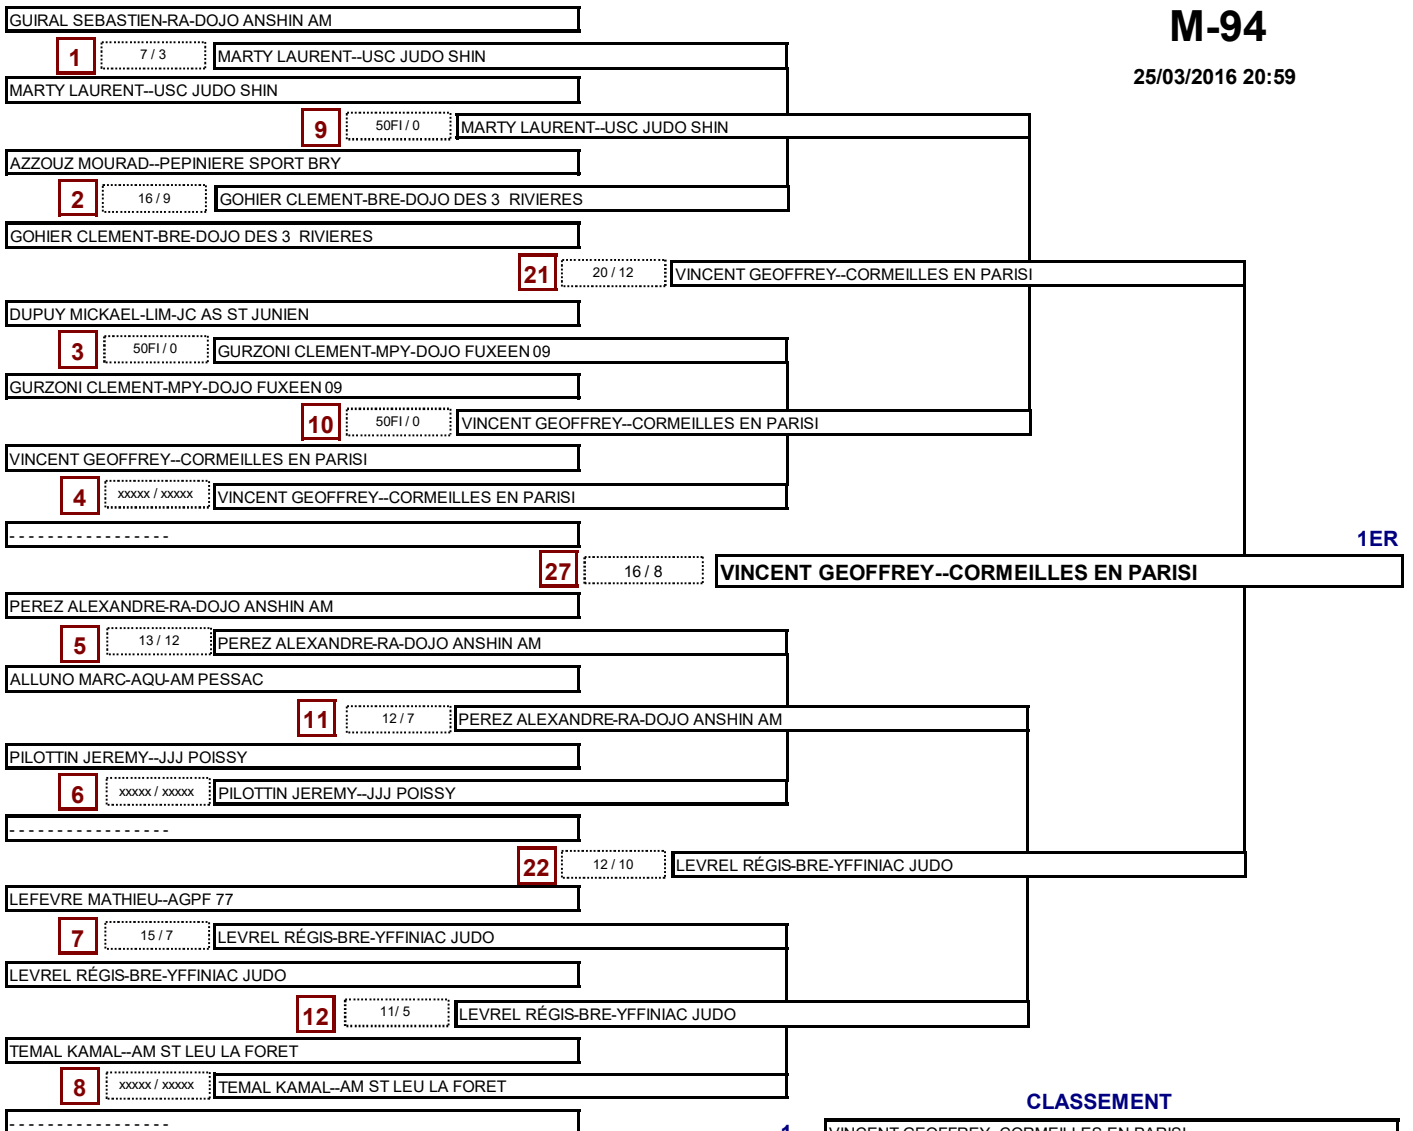 GUIRAL SEBASTIEN-RA-DOJO ANSHIN AM
M-94
1 7 / 3 MARTY LAURENT--USC JUDO SHIN
25/03/2016 20:59
MARTY LAURENT--USC JUDO SHIN
9 50FI / 0 MARTY LAURENT--USC JUDO SHIN
AZZOUZ MOURAD--PEPINIERE SPORT BRY
2 16 / 9 GOHIER CLEMENT-BRE-DOJO DES 3 RIVIERES
GOHIER CLEMENT-BRE-DOJO DES 3 RIVIERES
21 20 / 12 VINCENT GEOFFREY--CORMEILLES EN PARISI
DUPUY MICKAEL-LIM-JC AS ST JUNIEN
3 50FI / 0 GURZONI CLEMENT-MPY-DOJO FUXEEN 09
GURZONI CLEMENT-MPY-DOJO FUXEEN 09
10 50FI / 0 VINCENT GEOFFREY--CORMEILLES EN PARISI
VINCENT GEOFFREY--CORMEILLES EN PARISI
4 xxxxx / xxxxx VINCENT GEOFFREY--CORMEILLES EN PARISI
- - - - - - - - - - - - - - - - -
1ER
27 16 / 8 VINCENT GEOFFREY--CORMEILLES EN PARISI
PEREZ ALEXANDRE-RA-DOJO ANSHIN AM
5 13 / 12 PEREZ ALEXANDRE-RA-DOJO ANSHIN AM
ALLUNO MARC-AQU-AM PESSAC
11 12 / 7 PEREZ ALEXANDRE-RA-DOJO ANSHIN AM
PILOTTIN JEREMY--JJJ POISSY
6 xxxxx / xxxxx PILOTTIN JEREMY--JJJ POISSY
- - - - - - - - - - - - - - - - -
22 12 / 10 LEVREL RÉGIS-BRE-YFFINIAC JUDO
LEFEVRE MATHIEU--AGPF 77
7 15 / 7 LEVREL RÉGIS-BRE-YFFINIAC JUDO
LEVREL RÉGIS-BRE-YFFINIAC JUDO
12 11/ 5 LEVREL RÉGIS-BRE-YFFINIAC JUDO
TEMAL KAMAL--AM ST LEU LA FORET
8 xxxxx / xxxxx TEMAL KAMAL--AM ST LEU LA FORET
CLASSEMENT
- - - - - - - - - - - - - - - - -
1 VINCENT GEOFFREY--CORMEILLES EN PARISI